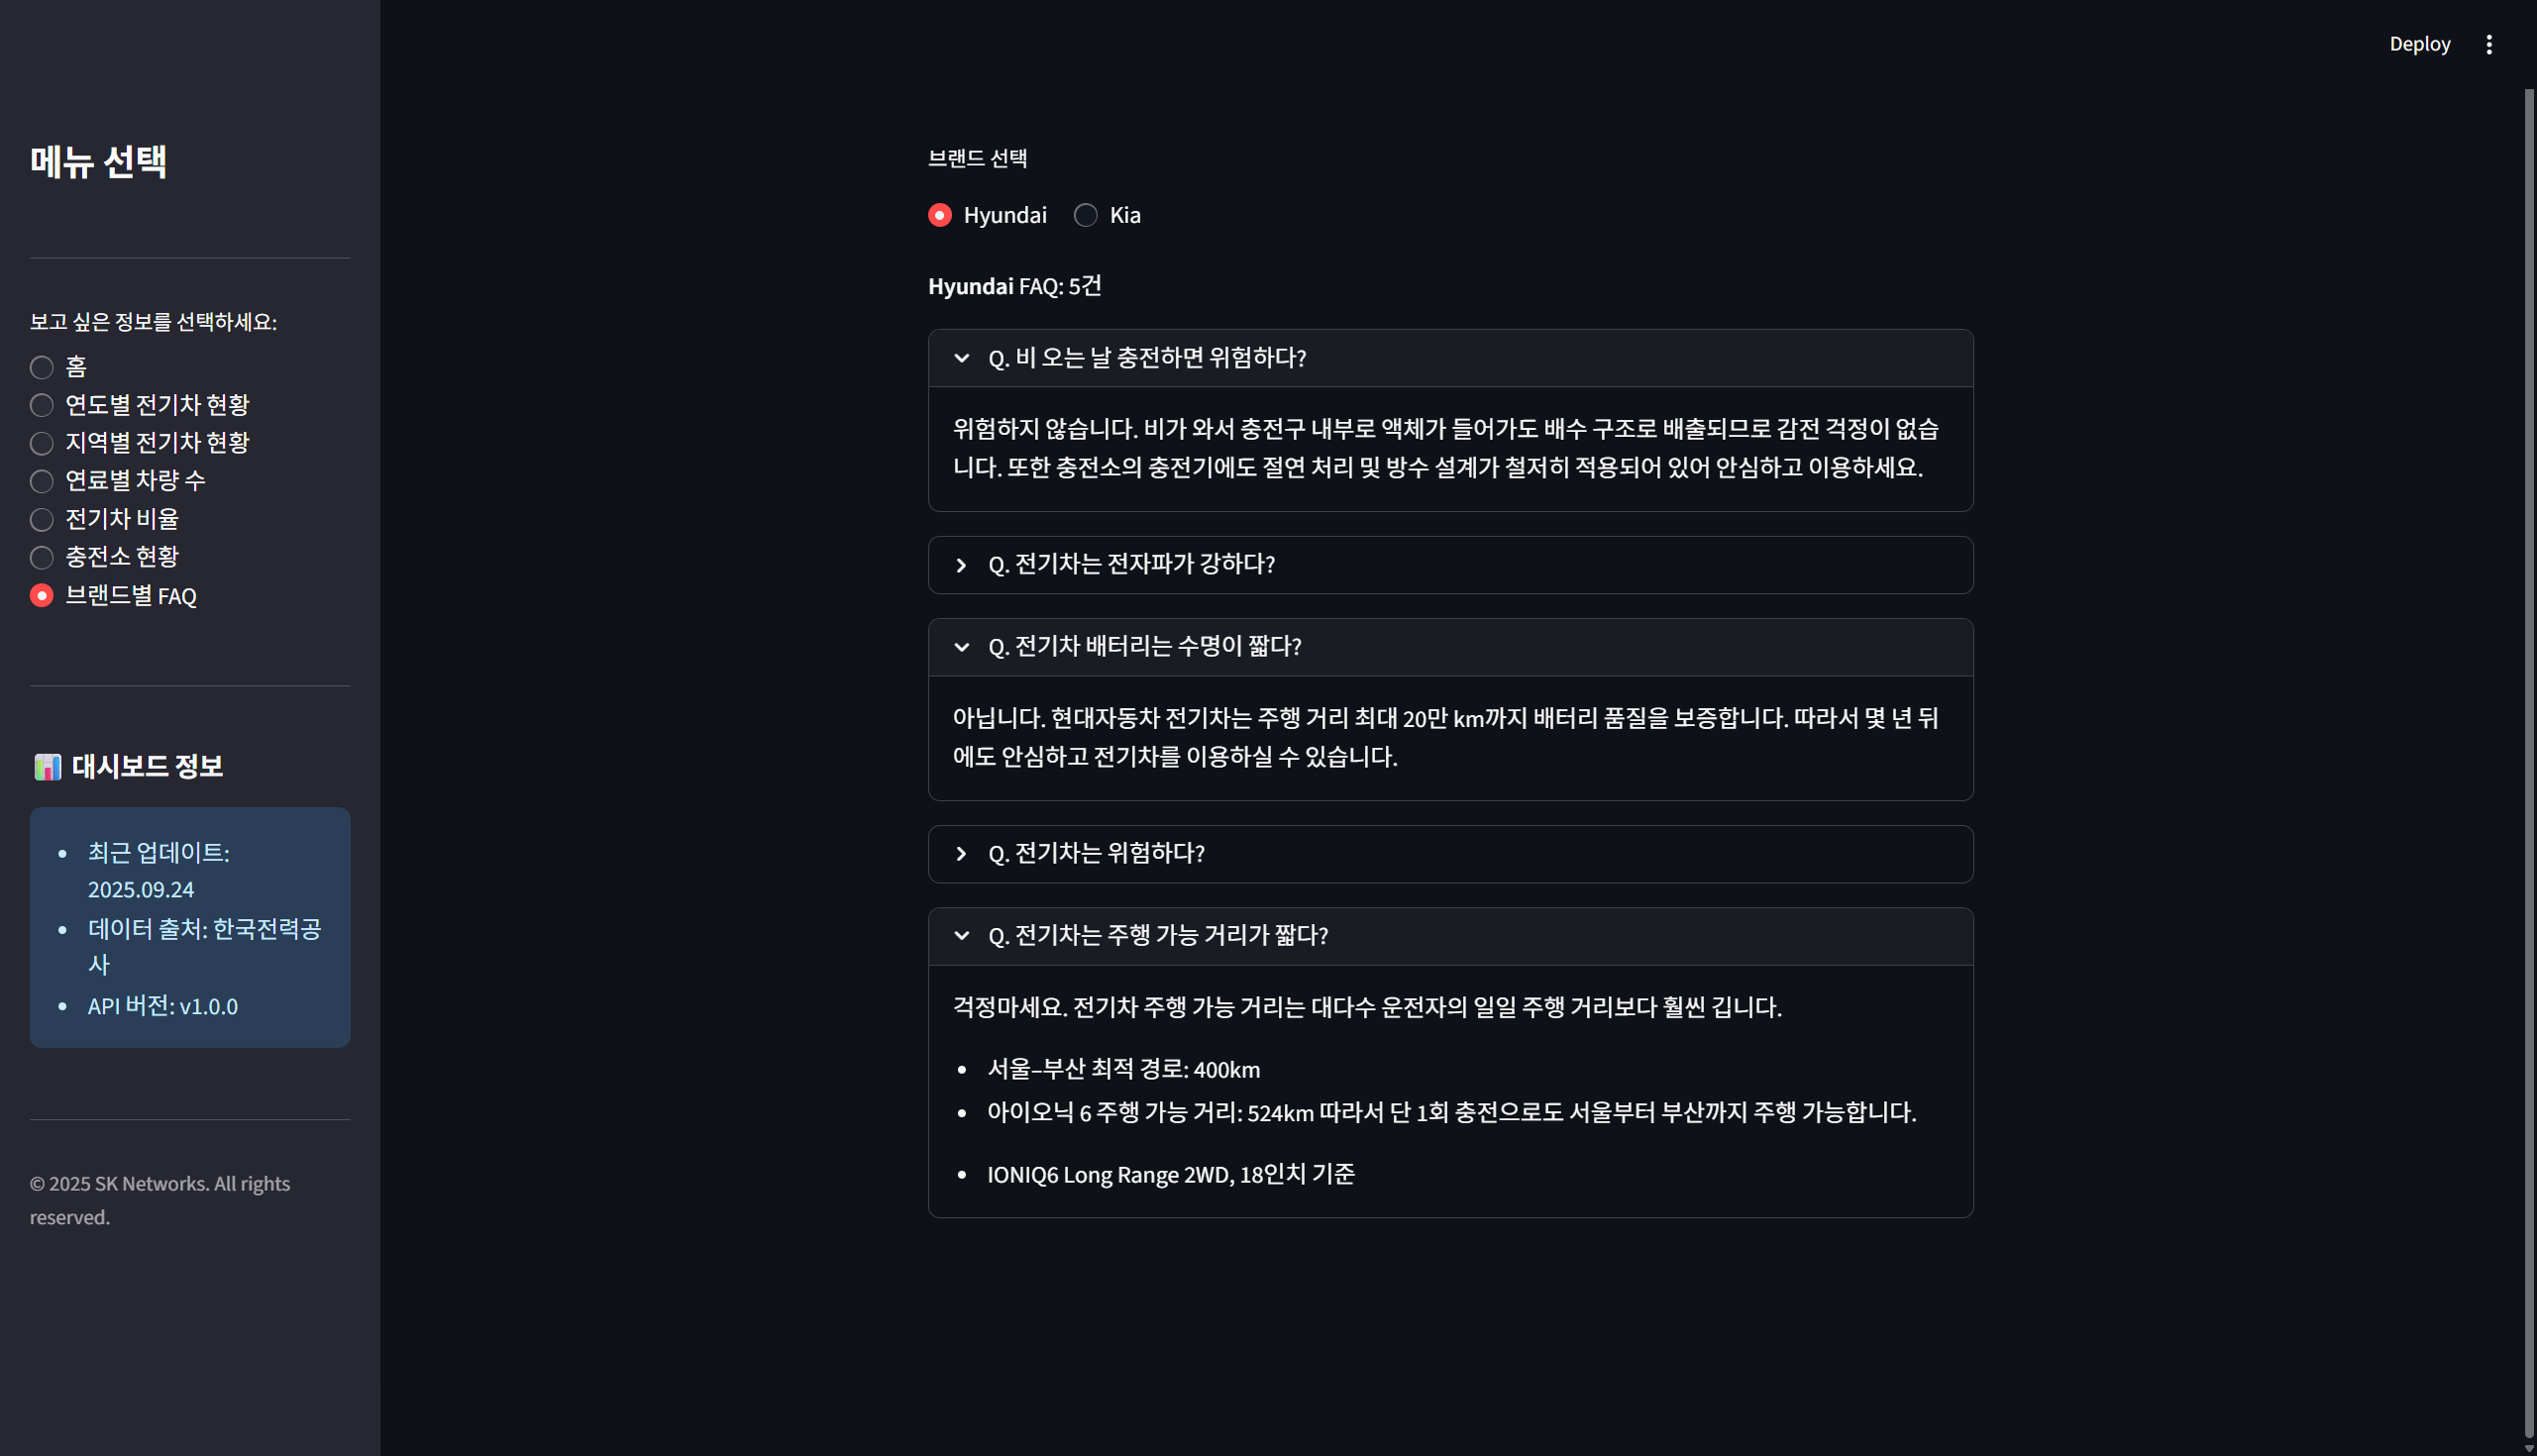 Deploy
메뉴 선택
보고 싶은 정보를 선택하세요:
홈
연도별 전기차 현황
지역별 전기차 현황
연료별 차량 수
전기차 비율
충전소 현황
브랜드별 FAQ
대시보드 정보
최근 업데이트:
2025.09.24
데이터 출처: 한국전력공
사
API 버전: v1.0.0
© 2025 SK Networks. All rights
reserved.
브랜드 선택
Hyundai Kia
Hyundai FAQ: 5건
Q. 비 오는 날 충전하면 위험하다?
위험하지 않습니다. 비가 와서 충전구 내부로 액체가 들어가도 배수 구조로 배출되므로 감전 걱정이 없습
니다. 또한 충전소의 충전기에도 절연 처리 및 방수 설계가 철저히 적용되어 있어 안심하고 이용하세요.
Q. 전기차는 전자파가 강하다?
Q. 전기차 배터리는 수명이 짧다?
아닙니다. 현대자동차 전기차는 주행 거리 최대 20만 km까지 배터리 품질을 보증합니다. 따라서 몇 년 뒤
에도 안심하고 전기차를 이용하실 수 있습니다.
Q. 전기차는 위험하다?
Q. 전기차는 주행 가능 거리가 짧다?
걱정마세요. 전기차 주행 가능 거리는 대다수 운전자의 일일 주행 거리보다 훨씬 깁니다.
서울–부산 최적 경로: 400km
아이오닉 6 주행 가능 거리: 524km 따라서 단 1회 충전으로도 서울부터 부산까지 주행 가능합니다.
IONIQ6 Long Range 2WD, 18인치 기준